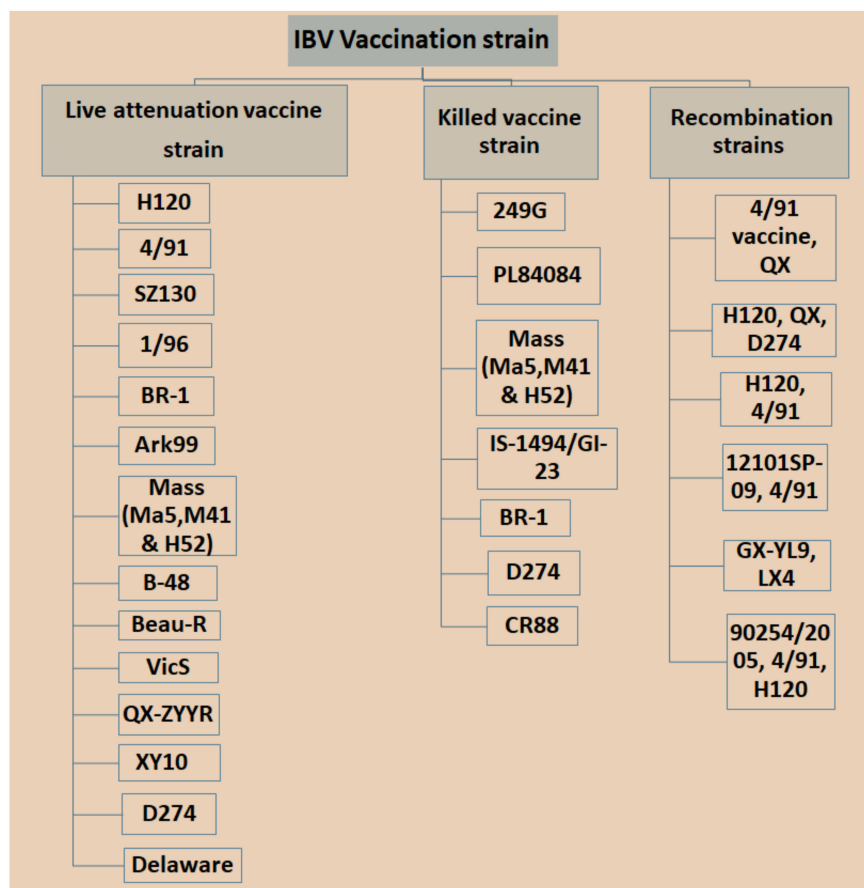 IBV Vaccination strain
Live attenuation vaccine
strain
H120
4/91
SZ130
1/96
BR-1
Ark99
Mass
(Ma5,M41
& H52)
B-48
Beau-R
VicS
QX-ZYYR
XY10
D274
Delaware
Killed vaccine
strain
249G
PL84084
Mass
(Ma5,M41
& H52)
IS-1494/GI-
23
BR-1
D274
CR88
Recombination
strains
4/91
vaccine,
QX
H120, QX,
D274
H120,
4/91
12101SP-
09, 4/91
GX-YL9,
LX4
90254/2
05, 4/91,
H120